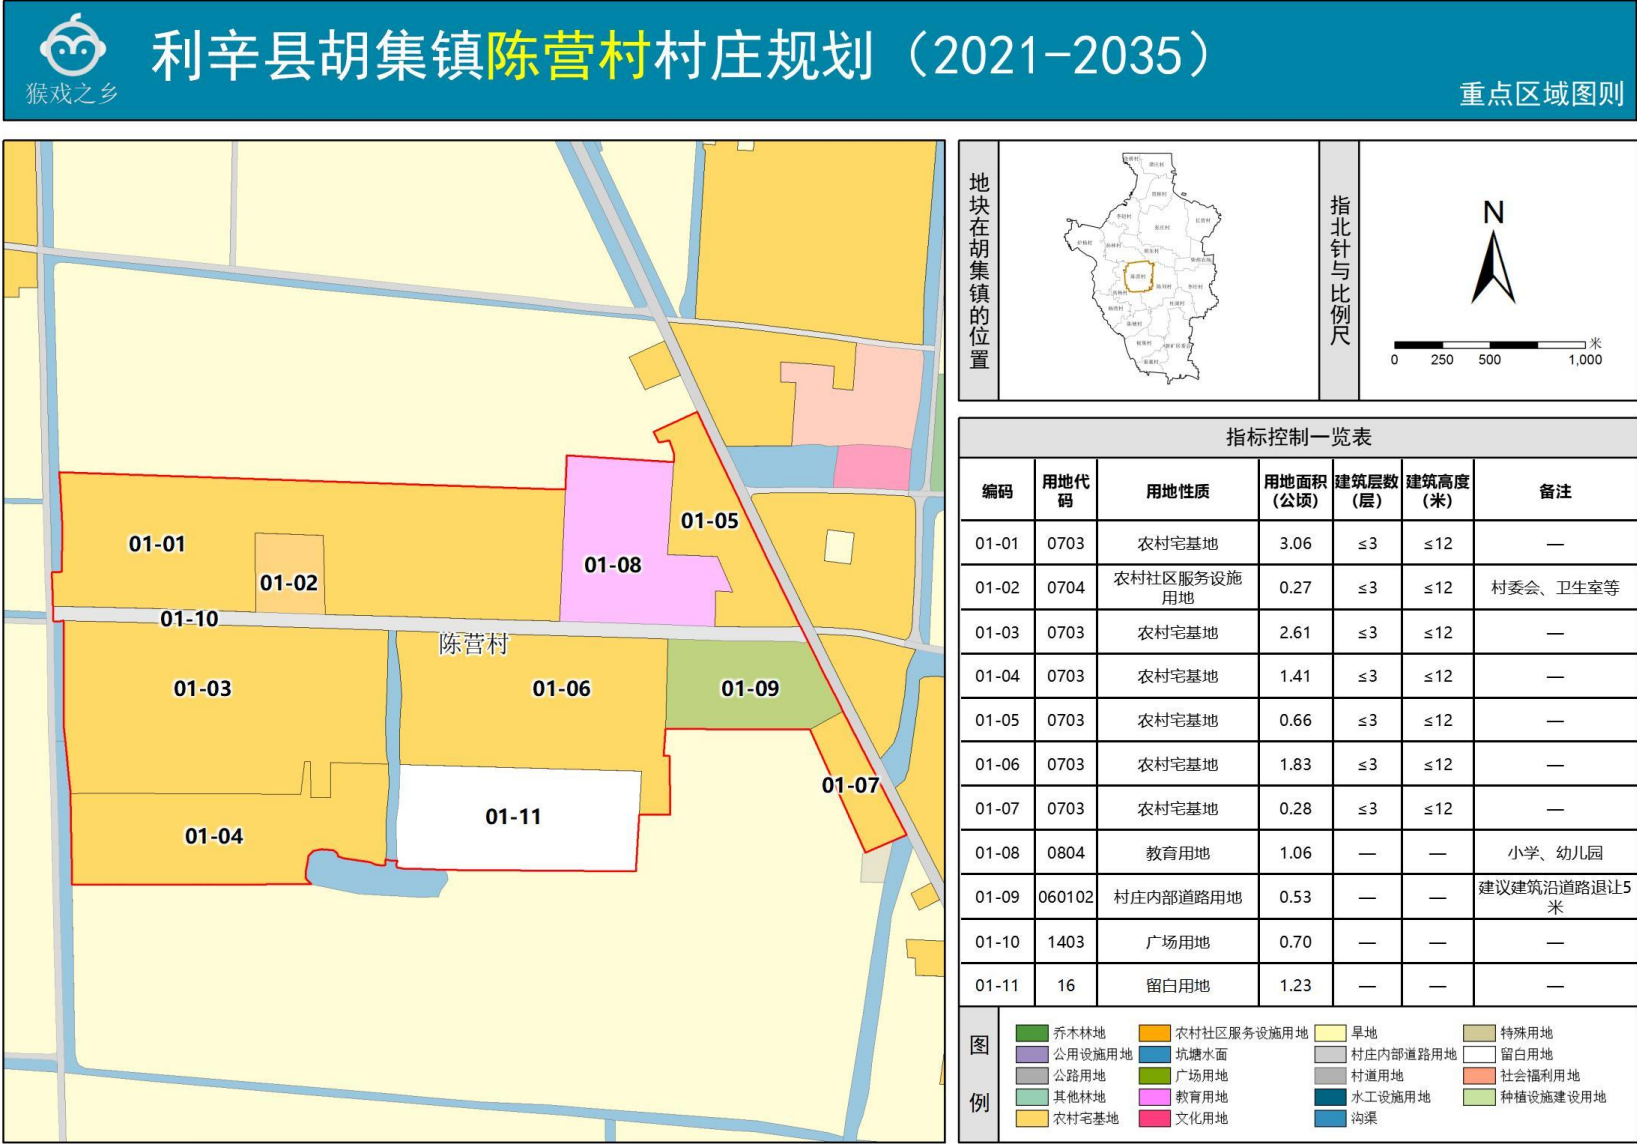 猴戏之乡
利辛县胡集镇陈营村村庄规划（2021-2035）
重点区域图则
01-01
01-02
01-05
01-08
01-10
陈营村
01-03
01-06
01-09
01-07
01-11
01-04
地块在胡集镇的位置
指北针与比例尺
N
米
0 250 500 1,000
指标控制一览表
编码 用地代码 用地性质 用地面积（公顷） 建筑层数（层） 建筑高度（米） 备注
01-01 0703 农村宅基地 3.06 ≤3 ≤12 —
01-02 0704 农村社区服务设施用地 0.27 ≤3 ≤12 村委会、卫生室等
01-03 0703 农村宅基地 2.61 ≤3 ≤12 —
01-04 0703 农村宅基地 1.41 ≤3 ≤12 —
01-05 0703 农村宅基地 0.66 ≤3 ≤12 —
01-06 0703 农村宅基地 1.83 ≤3 ≤12 —
01-07 0703 农村宅基地 0.28 ≤3 ≤12 —
01-08 0804 教育用地 1.06 — — 小学、幼儿园
01-09 060102 村庄内部道路用地 0.53 — — 建议建筑沿道路退让5米
01-10 1403 广场用地 0.70 — — —
01-11 16 留白用地 1.23 — — —
图例
乔木林地 农村社区服务设施用地 旱地 特殊用地
公用设施用地 坑塘水面 村庄内部道路用地 留白用地
公路用地 广场用地 村道用地 社会福利用地
其他林地 教育用地 水工设施用地 种植设施建设用地
农村宅基地 文化用地 沟渠